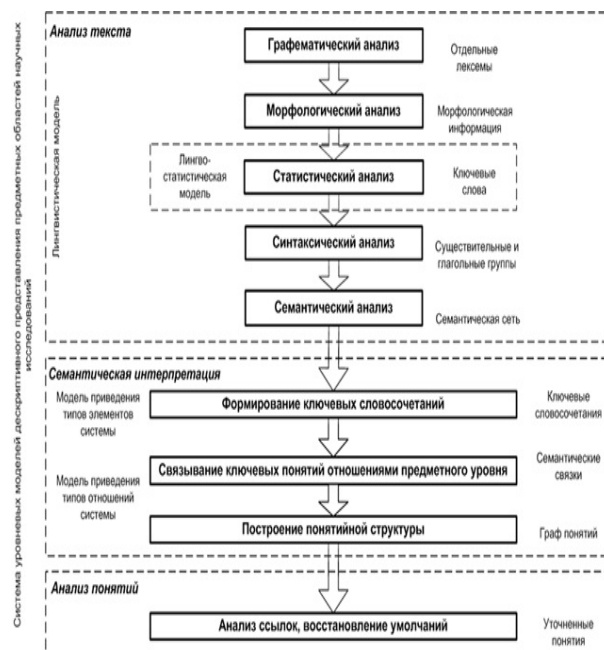 Система уровневых моделей дескриптивного представления предметных областей научных
исследований
Анализ текста
Лингвистическая модель
Графематический анализ
Отдельные
лексемы
Морфологический анализ
Морфологическая
информация
Лингво-
статистическая
модель
Статистический анализ
Ключевые
слова
Синтаксический анализ
Существительные и
глагольные группы
Семантический анализ
Семантическая сеть
Семантическая интерпретация
Модель приведения
типов элементов
системы
Формирование ключевых словосочетаний
Ключевые
словосочетания
Связывание ключевых понятий отношениями предметного уровня
Семантические
связки
Модель приведения
типов отношений
системы
Построение понятийной структуры
Граф понятий
Анализ понятий
Анализ ссылок, восстановление умолчаний
Уточненные
понятия